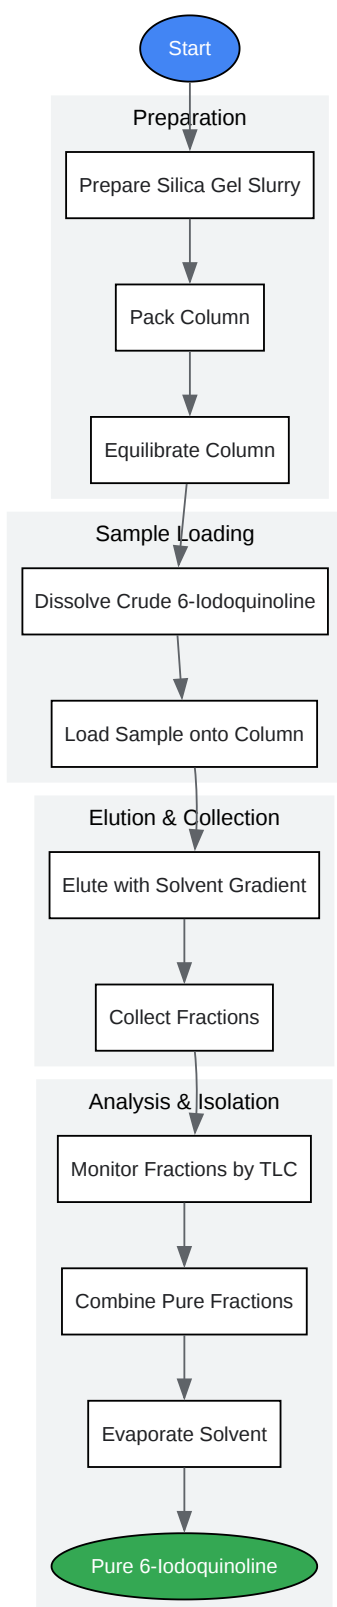 Start
Preparation
Prepare Silica Gel Slurry
Pack Column
Equilibrate Column
Sample Loading
Dissolve Crude 6-Iodoquinoline
Load Sample onto Column
Elution & Collection
Elute with Solvent Gradient
Collect Fractions
Analysis & Isolation
Monitor Fractions by TLC
Combine Pure Fractions
Evaporate Solvent
Pure 6-Iodoquinoline